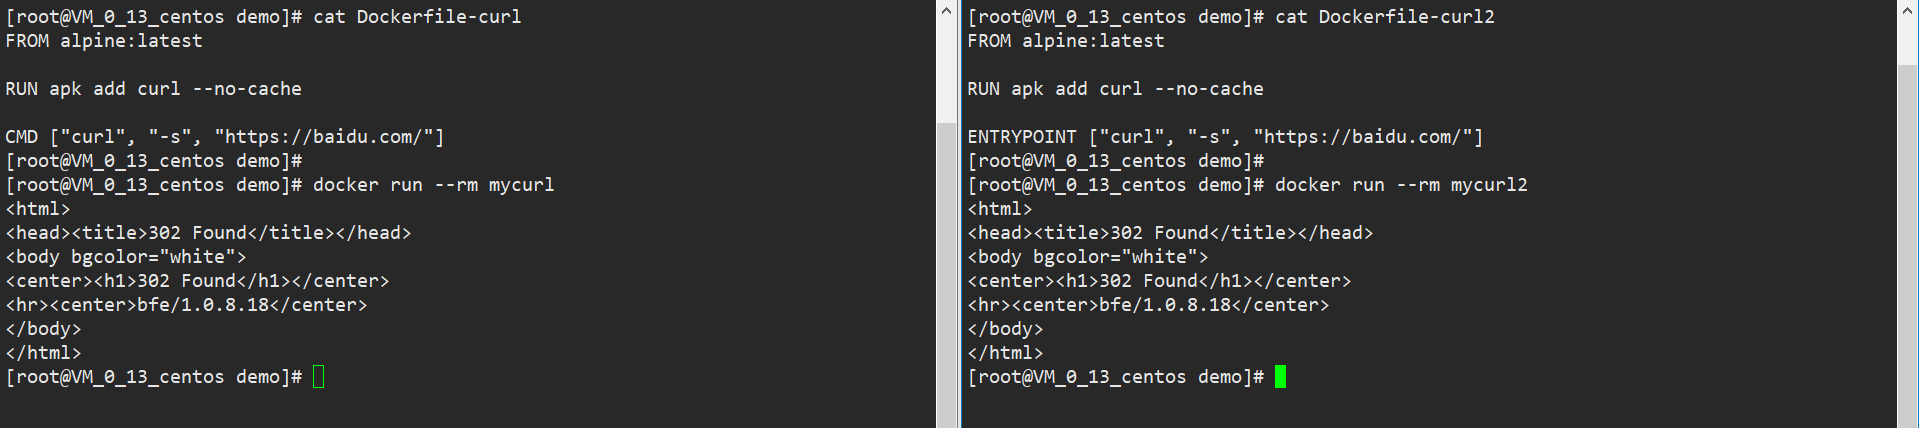 [root@VM_0_13_centos demo]# cat Dockerfile-curl
FROM alpine:latest
RUN apk add curl --no-cache
CMD ["curl", "-s", "https://baidu.com/"]
[root@VM_0_13_centos demo]#
[root@VM_0_13_centos demo]# docker run --rm mycurl
<html>
<head><title>302 Found</title></head>
<body bgcolor="white">
<center><h1>302 Found</h1></center>
<hr><center>bfe/1.0.8.18</center>
</body>
</html>
[root@VM_0_13_centos demo]#
[root@VM_0_13_centos demo]# cat Dockerfile-curl2
FROM alpine:latest
RUN apk add curl --no-cache
ENTRYPOINT ["curl", "-s", "https://baidu.com/"]
[root@VM_0_13_centos demo]#
[root@VM_0_13_centos demo]# docker run --rm mycurl2
<html>
<head><title>302 Found</title></head>
<body bgcolor="white">
<center><h1>302 Found</h1></center>
<hr><center>bfe/1.0.8.18</center>
</body>
</html>
[root@VM_0_13_centos demo]#